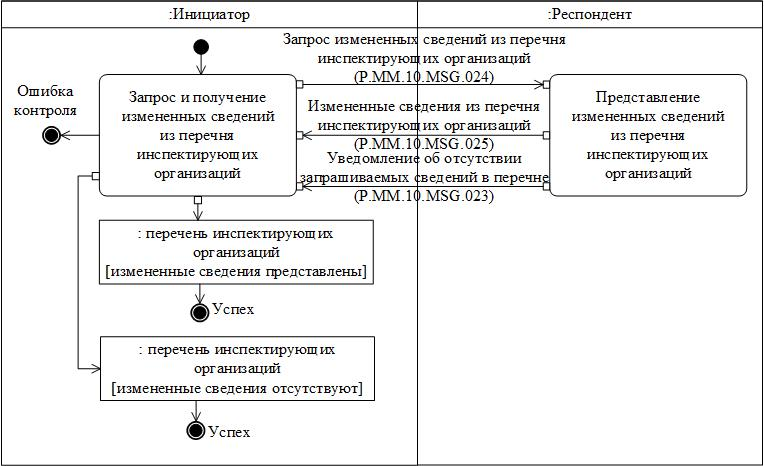 :Инициатор
:Респондент
Запрос измененных сведений из перечня
инспектирующих организаций
(P.MM.10.MSG.024)
Ошибка
контроля
Запрос и получение
измененных сведений
из перечня
инспектирующих
организаций
Измененные сведения из перечня
инспектирующих организаций
(P.MM.10.MSG.025)
Уведомление об отсутствии
запрашиваемых сведений в перечне
(P.MM.10.MSG.023)
Представление
измененных сведений
из перечня
инспектирующих
организаций
: перечень инспектирующих
организаций
[измененные сведения представлены]
Успех
: перечень инспектирующих
организаций
[измененные сведения отсутствуют]
Успех